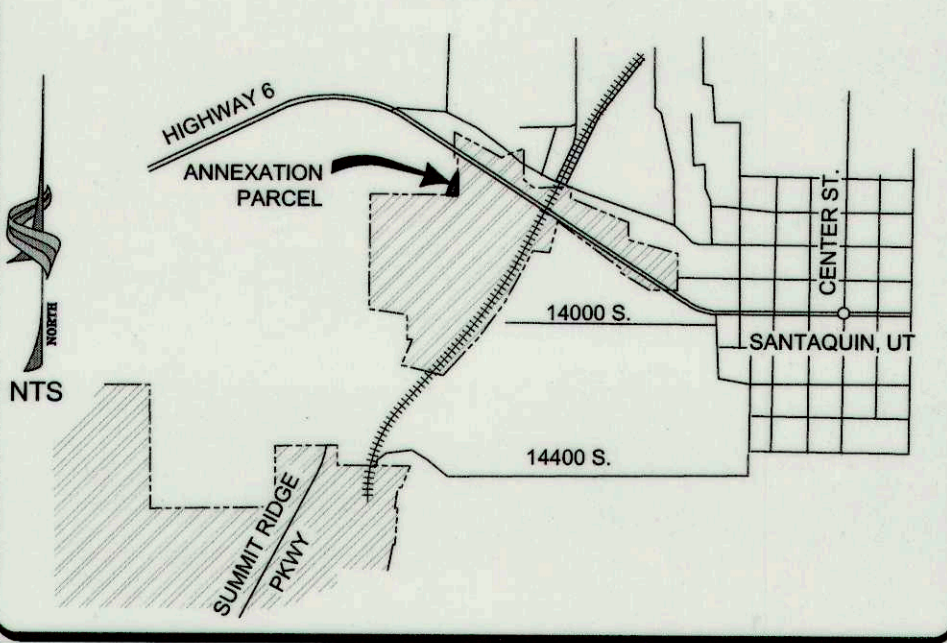 HIGHWAY 6
ANNEXATION
PARCEL
CENTER ST.
NORTH
14000 S.
SANTAQUIN, UT
NTS
14400 S.
SUMMIT RIDGE
PKWY